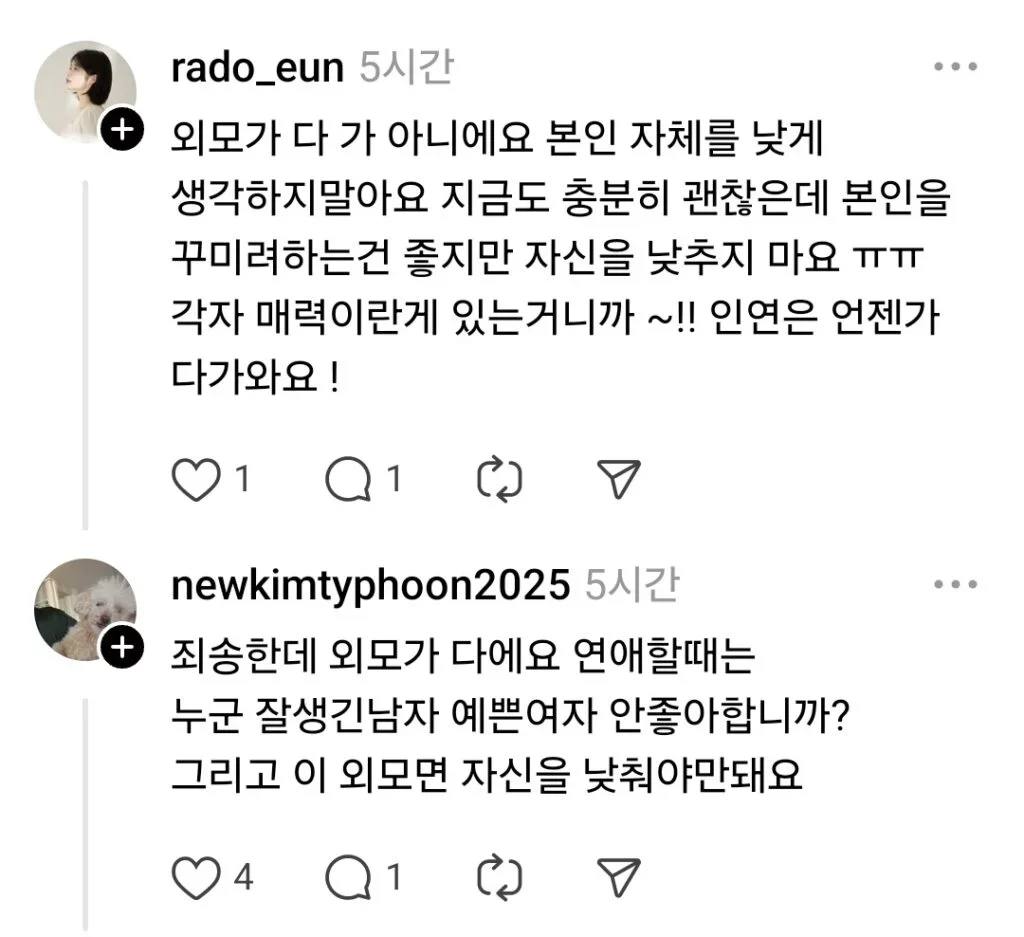 rado_eun 5시간
외모가 다 가 아니에요 본인 자체를 낮게
생각하지말아요 지금도 충분히 괜찮은데 본인을
꾸미려하는건 좋지만 자신을 낮추지 마요 ㅠㅠ
각자 매력이란게 있는거니까 ~!! 인연은 언젠가
다가와요 !
1 1
newkimtyphoon2025 5시간
죄송한데 외모가 다에요 연애할때는
누군 잘생긴남자 예쁜여자 안좋아합니까?
그리고 이 외모면 자신을 낮춰야만돼요
4 1